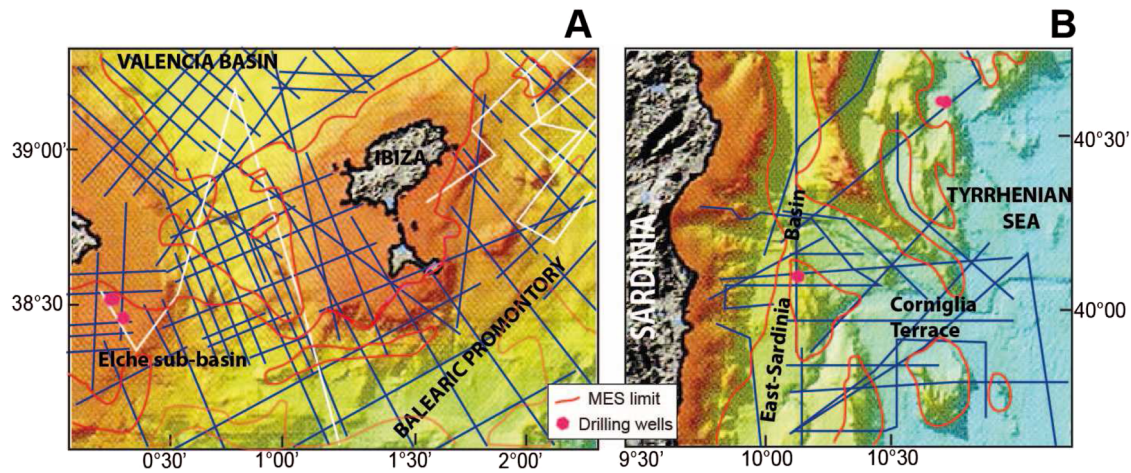 A
B
VALENCIA BASIN
39°00'
IBIZA
38°30'
Elche sub-basin
BALEARIC PROMONTORY
0°30'
1°00'
1°30'
2°00'
MES limit
Drilling wells
SARDINIA
East-Sardinia
Basin
TYRRHENIAN
SEA
Corniglia
Terrace
40°30'
40°00'
9°30'
10°00
10°30'